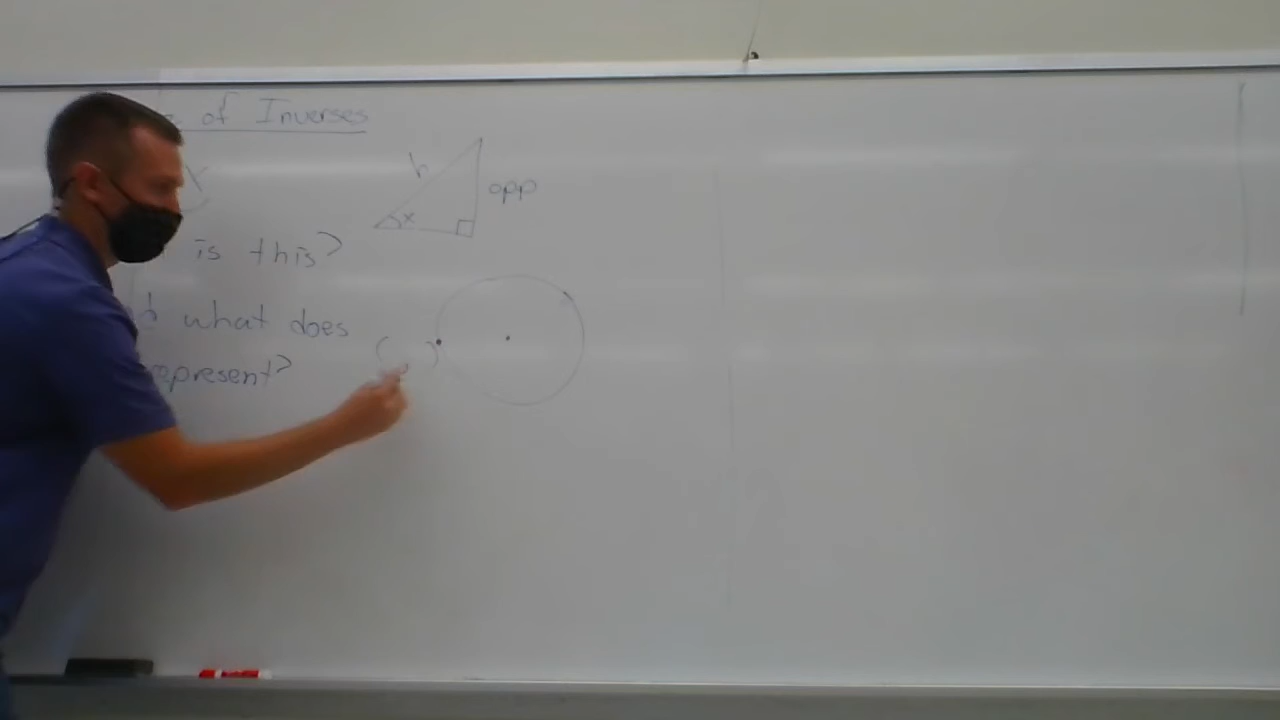 of Inverses
h
opp
x
is this?
what does
( , )
represent?